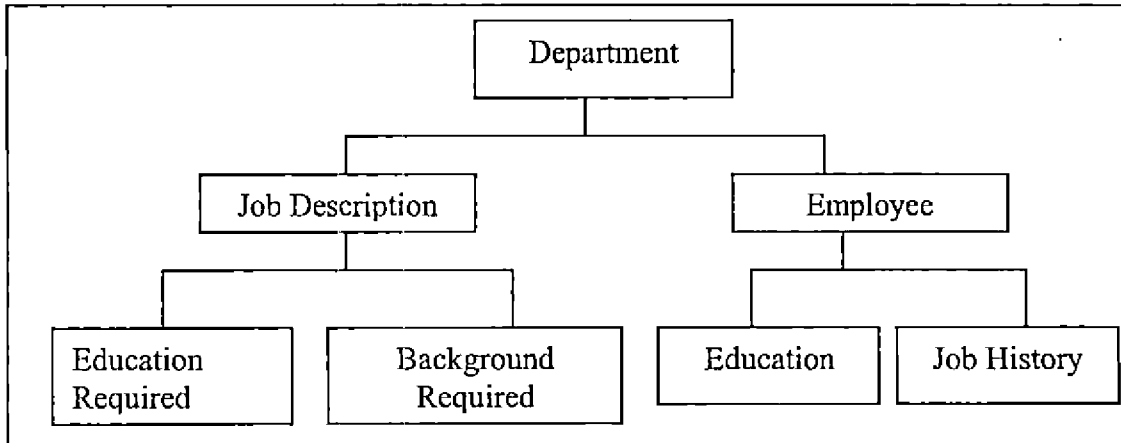 Department
Job Description
Employee
Education
Required
Background
Required
Education
Job History